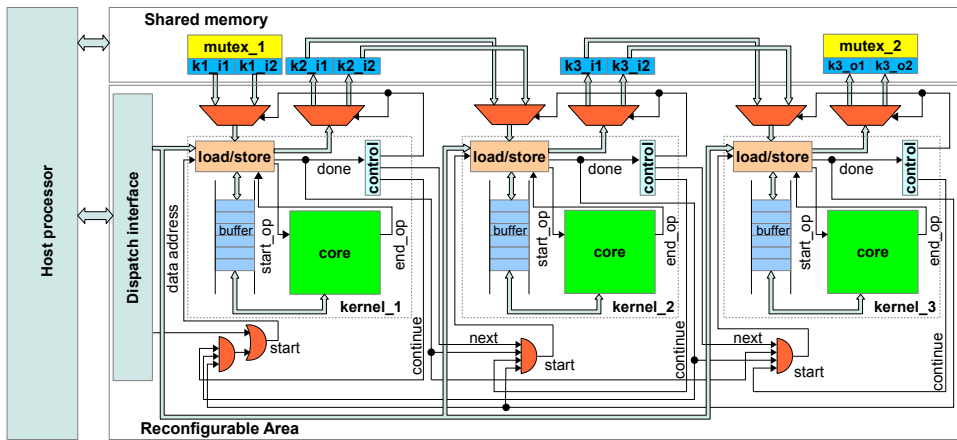 Shared memory
mutex_1
k1_i1 k1_i2
k2_i1 k2_i2
k3_i1 k3_i2
mutex_2
k3_o1 k3_o2
Host processor
Dispatch interface
data address
load/store
done
control
buffer
start_op
core
end_op
kernel_1
continue
start
load/store
done
control
buffer
start_op
core
end_op
kernel_2
next
continue
start
load/store
done
control
buffer
start_op
core
end_op
kernel_3
next
continue
start
Reconfigurable Area